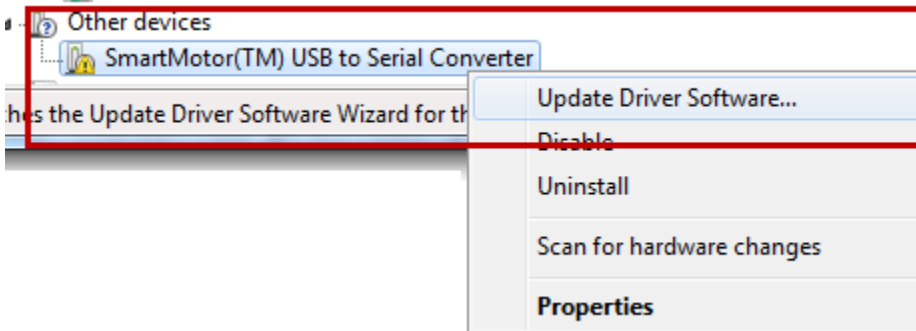 Other devices
SmartMotor(TM) USB to Serial Converter
Update Driver Software...
the Update Driver Software Wizard for
Disable
Uninstall
Scan for hardware changes
Properties